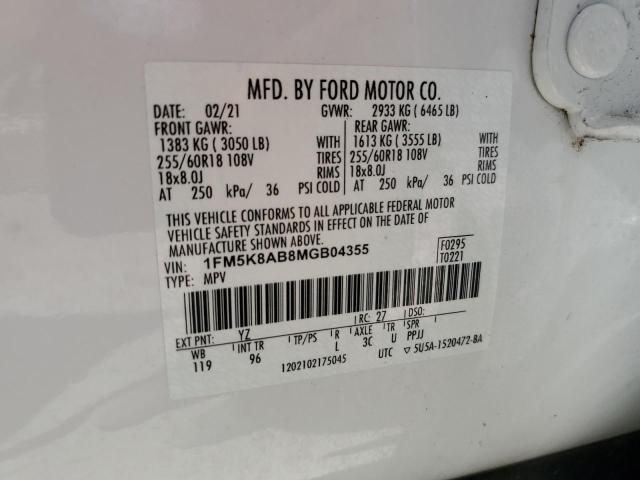 MFD. BY FORD MOTOR CO.
DATE: 02/21 GVWR: 2933 KG ( 6465 LB)
FRONT GAWR: REAR GAWR:
1383 KG ( 3050 LB) WITH 1613 KG ( 3555 LB) WITH
255/60R18 108V TIRES 255/60R18 108V TIRES
18x8.0J RIMS 18x8.0J RIMS
AT 250 kPa/ 36 PSI COLD AT 250 kPa/ 36 PSI COLD
THIS VEHICLE CONFORMS TO ALL APPLICABLE FEDERAL MOTOR
VEHICLE SAFETY STANDARDS IN EFFECT ON THE DATE OF
MANUFACTURE SHOWN ABOVE.
VIN: 1FM5K8AB8MGB04355 F0295
TYPE: MPV T0221
EXT PNT: YZ RC: 27 DSO:
WB INT TR TP/PS R AXLE TR SPR
119 96 L 3C U PPJJ
1202102175045 UTC ▽ 5U5A-1520472-BA